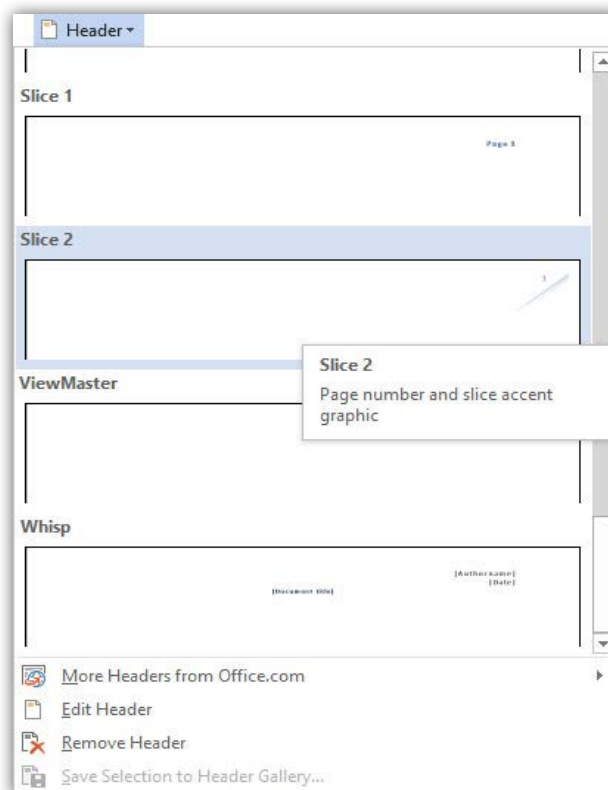 Header
Slice 1
Page 1
Slice 2
1
Slice 2
Page number and slice accent
graphic
ViewMaster
Whisp
[Author name]
[Date]
[Document title]
More Headers from Office.com
Edit Header
Remove Header
Save Selection to Header Gallery...